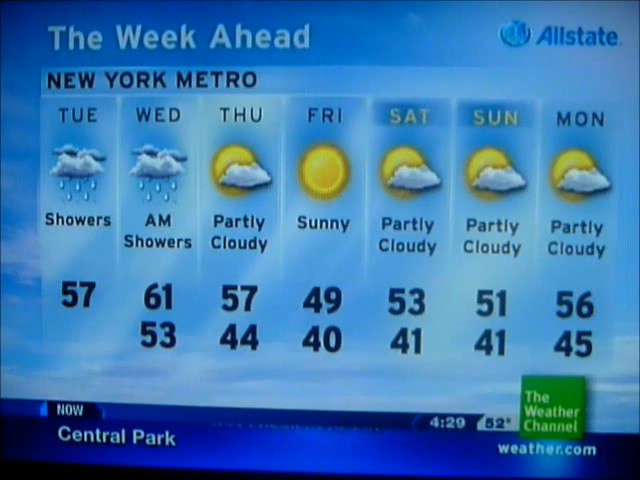 The Week Ahead
Allstate.
NEW YORK METRO
TUE WED THU FRI SAT SUN MON
Showers AM Showers Partly Cloudy Sunny Partly Cloudy Partly Cloudy Partly Cloudy
57 61 57 49 53 51 56
53 44 40 41 41 45
NOW
Central Park
4:29 52°
The
Weather
Channel
weather.com